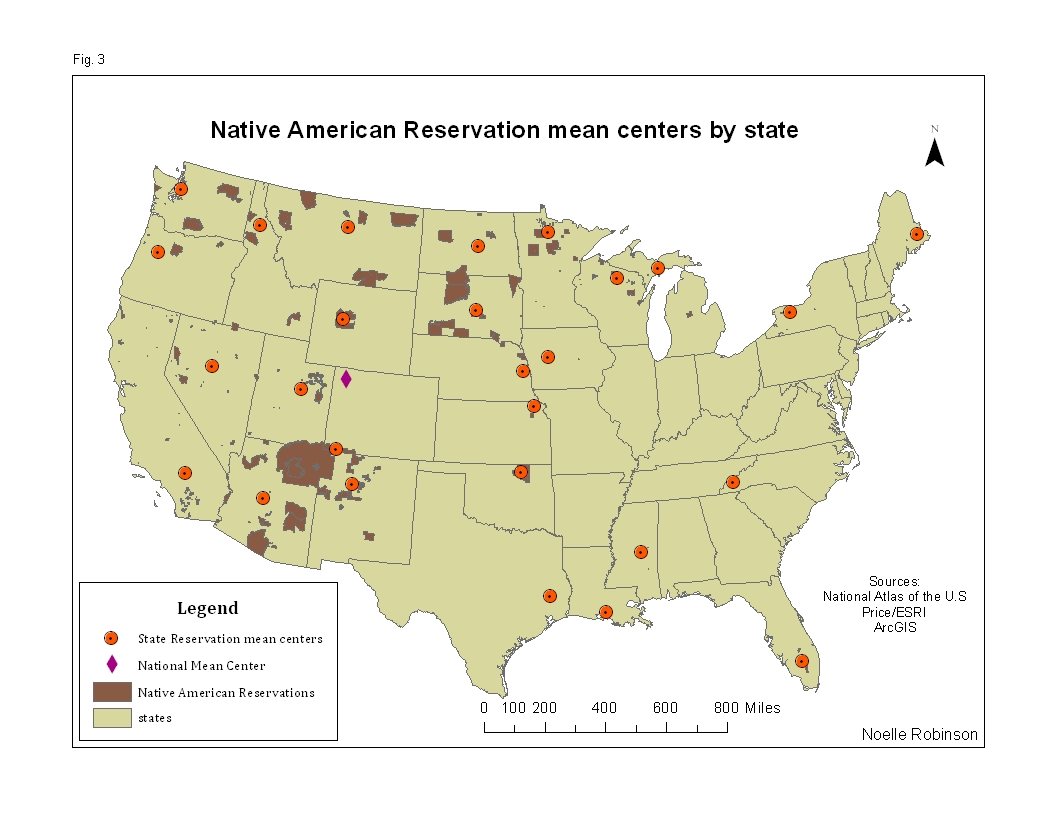 Fig. 3
Native American Reservation mean centers by state
N
Sources:
National Atlas of the U.S
Price/ESRI
ArcGIS
Legend
State Reservation mean centers
National Mean Center
Native American Reservations
states
0 100 200 400 600 800 Miles
Noelle Robinson